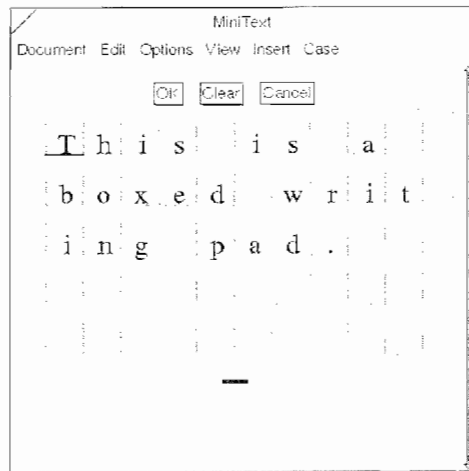 MiniText
Document Edit Options View Insert Case
OK Clear Cancel
This is a
boxed writ
ing pad.